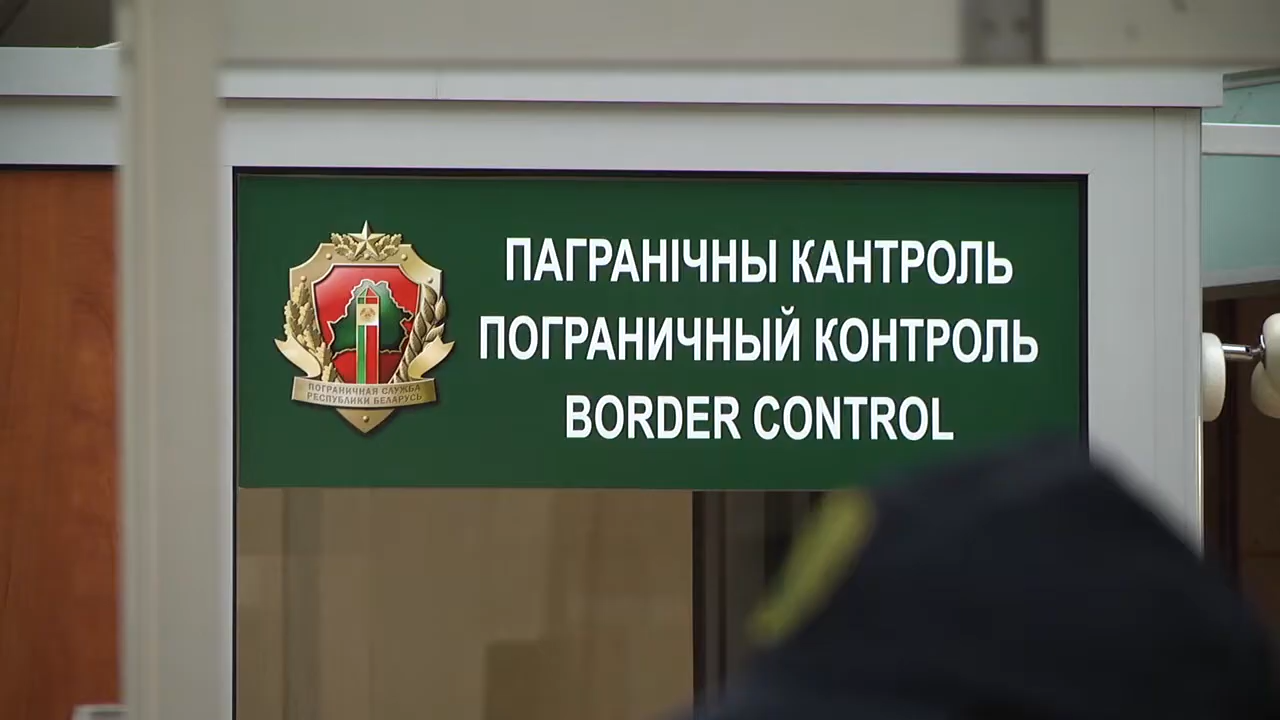 ПАГРАНІЧНЫ КАНТРОЛЬ
ПОГРАНИЧНЫЙ КОНТРОЛЬ
BORDER CONTROL
ПОГРАНИЧНАЯ СЛУЖБА
РЕСПУБЛИКИ БЕЛАРУСЬ